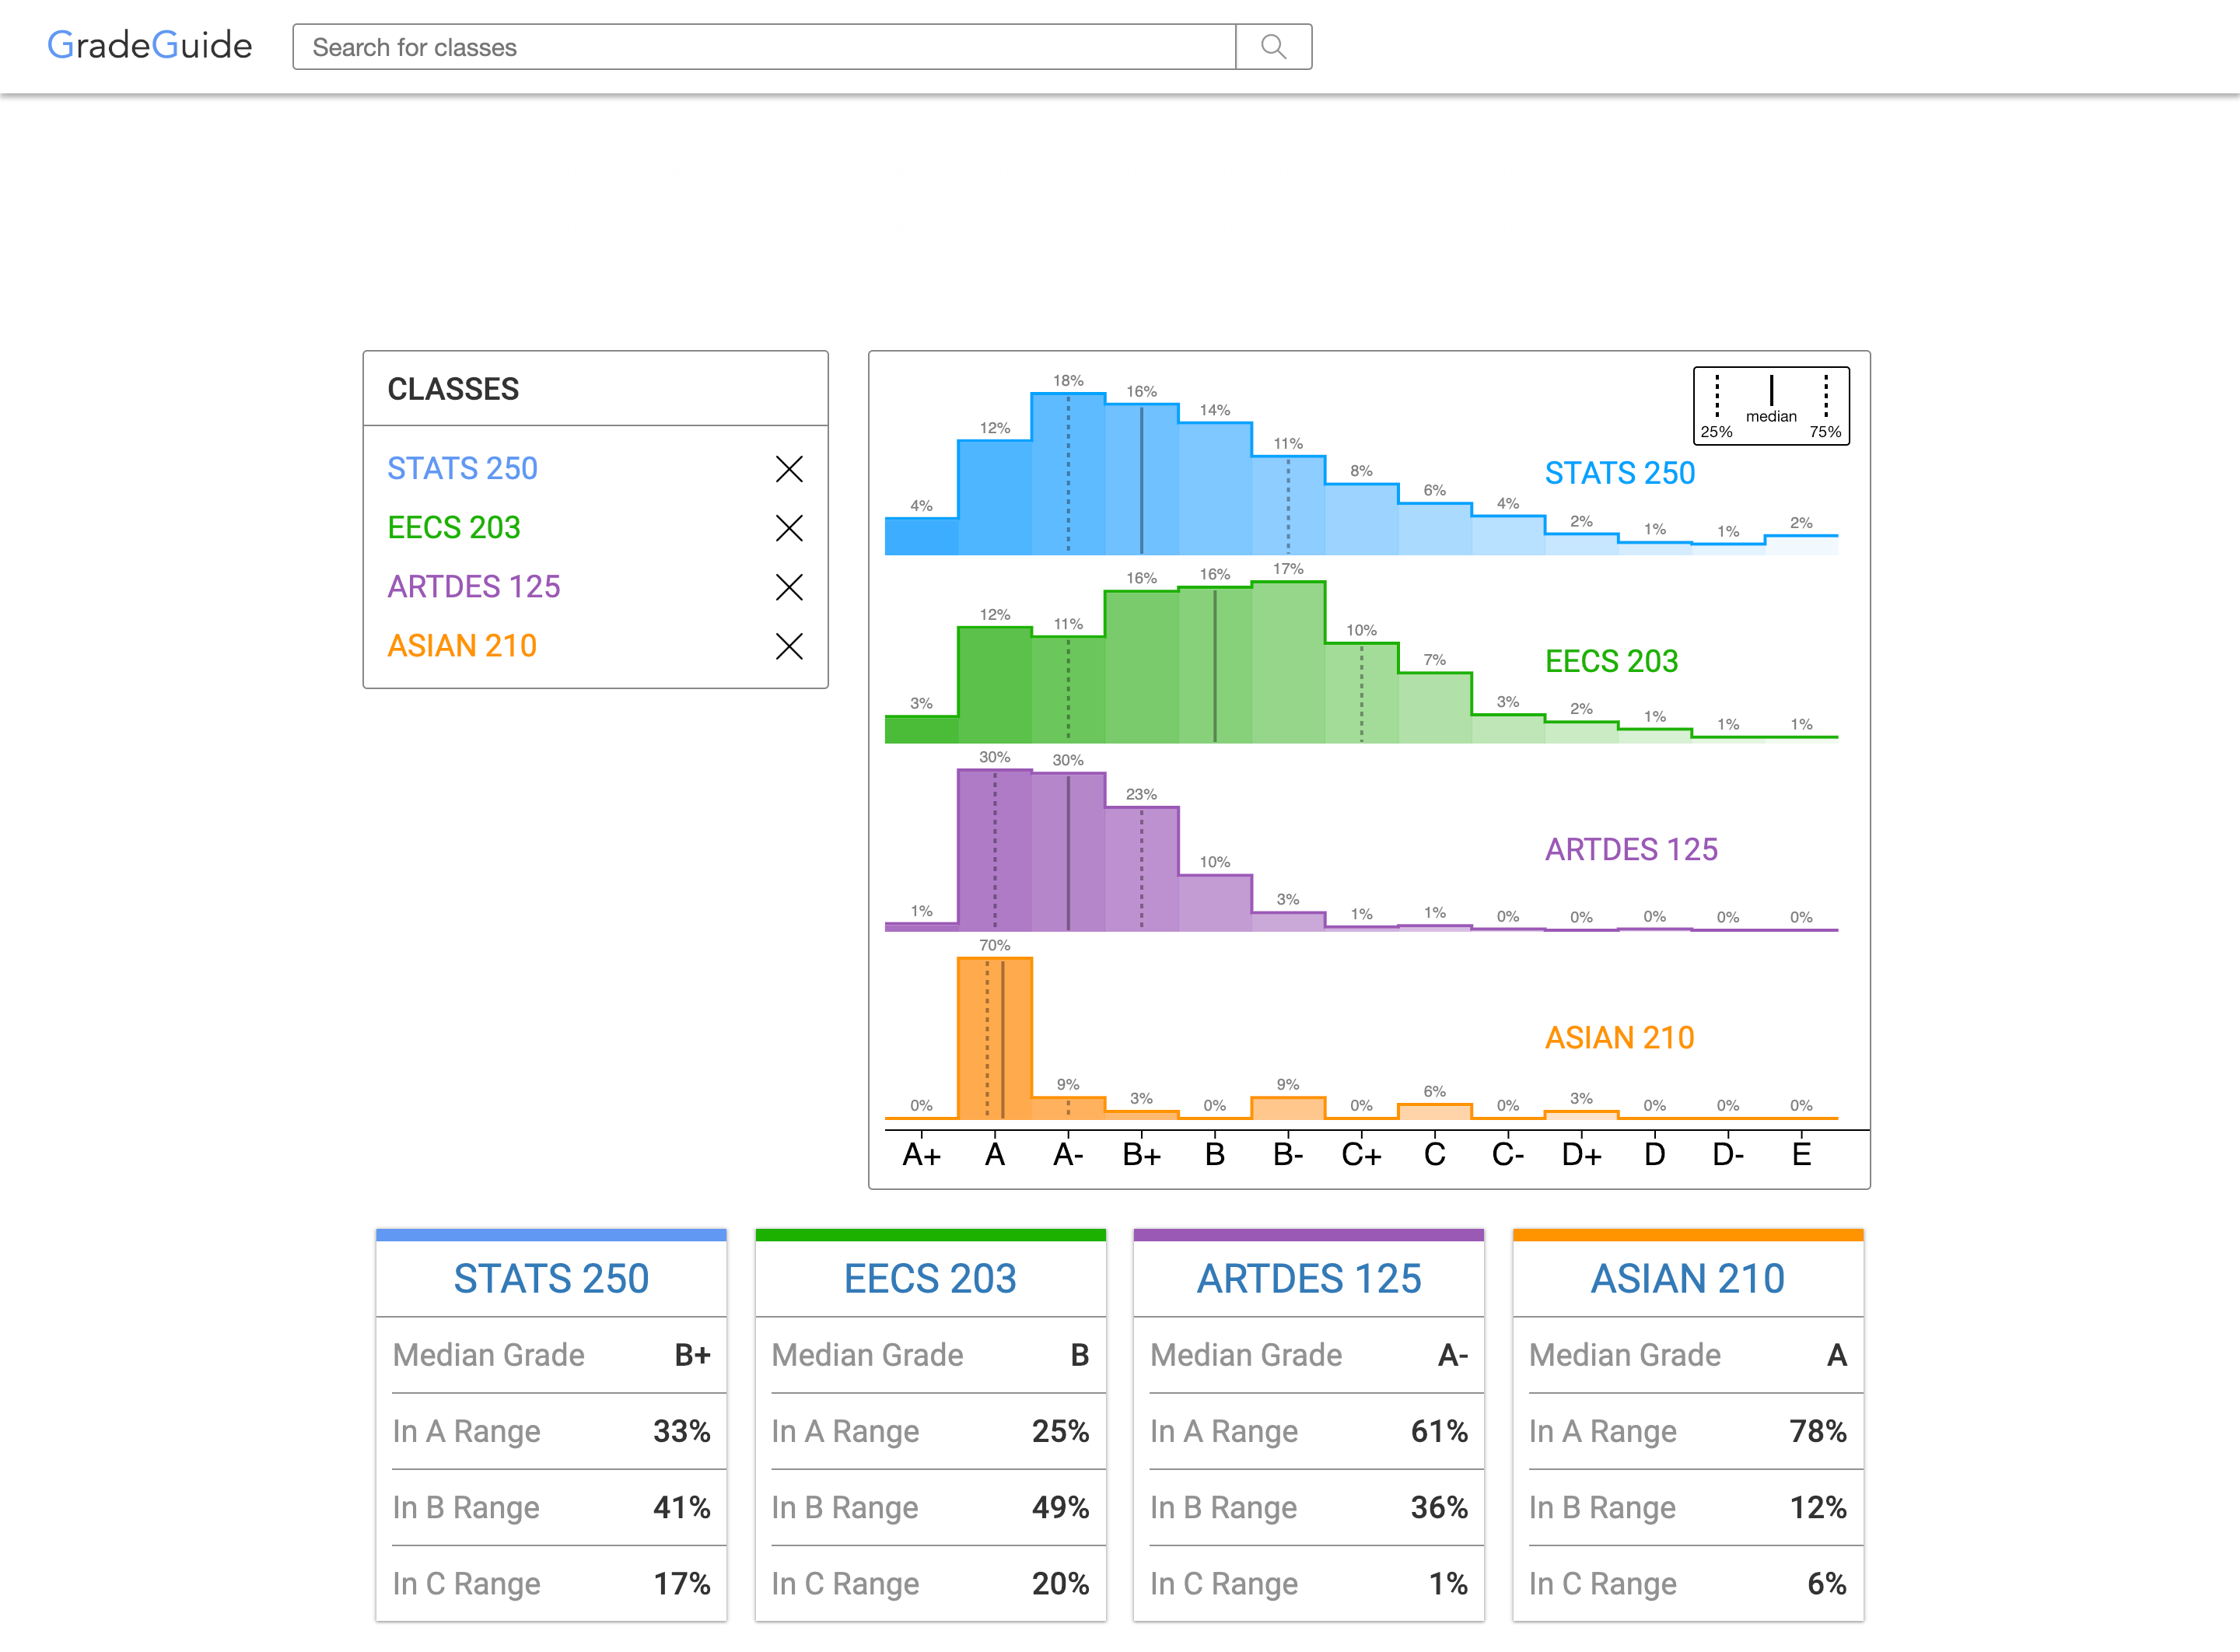 GradeGuide
Search for classes
CLASSES
STATS 250
EECS 203
ARTDES 125
ASIAN 210
25% median 75%
4% 12% 18% 16% 14% 11% 8% 6% 4% 2% 1% 1% 2%
STATS 250
3% 12% 11% 16% 16% 17% 10% 7% 3% 2% 1% 1% 1%
EECS 203
1% 30% 30% 23% 10% 3% 1% 1% 0% 0% 0% 0% 0%
ARTDES 125
0% 70% 9% 3% 0% 9% 0% 6% 0% 3% 0% 0% 0%
ASIAN 210
A+ A A- B+ B B- C+ C C- D+ D D- E
STATS 250
Median Grade B+
In A Range 33%
In B Range 41%
In C Range 17%
EECS 203
Median Grade B
In A Range 25%
In B Range 49%
In C Range 20%
ARTDES 125
Median Grade A-
In A Range 61%
In B Range 36%
In C Range 1%
ASIAN 210
Median Grade A
In A Range 78%
In B Range 12%
In C Range 6%